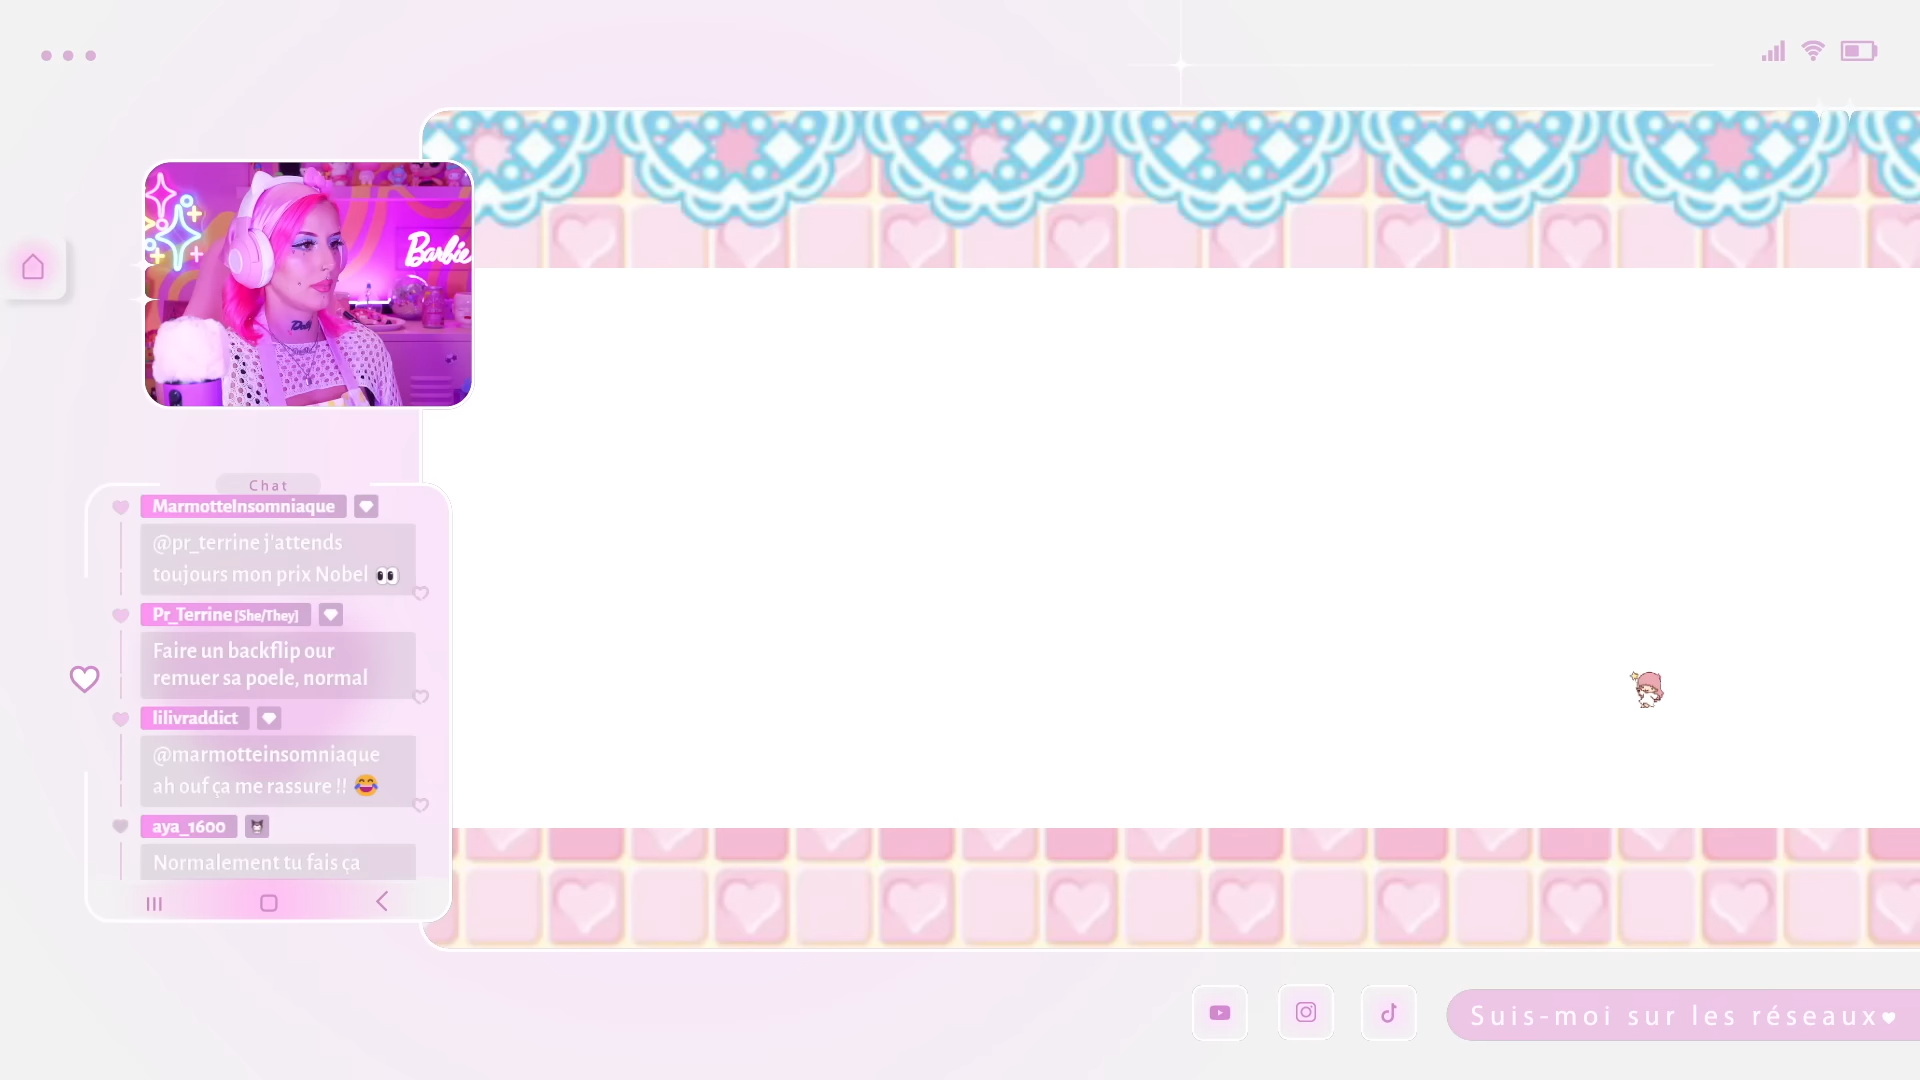 Barbie
Doll
Chat
MarmotteInsomniaque
@pr_terrine j'attends
toujours mon prix Nobel 👀
Pr_Terrine [She/They]
Faire un backflip our
remuer sa poele, normal
lilivraddict
@marmotteinsomniaque
ah ouf ça me rassure !! 😂
aya_1600
Normalement tu fais ça
Suis-moi sur les réseaux♥